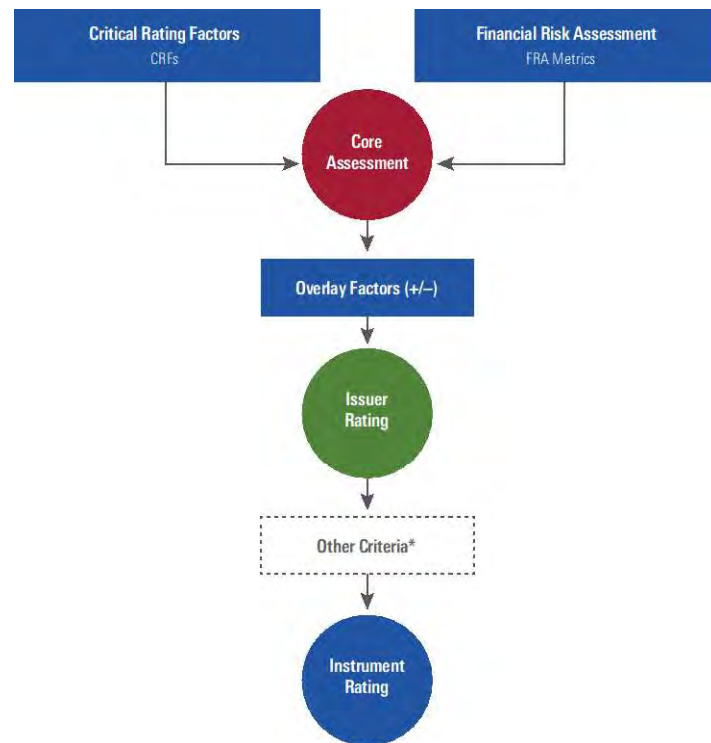 Critical Rating Factors
CRFs
Financial Risk Assessment
FRA Metrics
Core
Assessment
Overlay Factors (+/–)
Issuer
Rating
Other Criteria*
Instrument
Rating